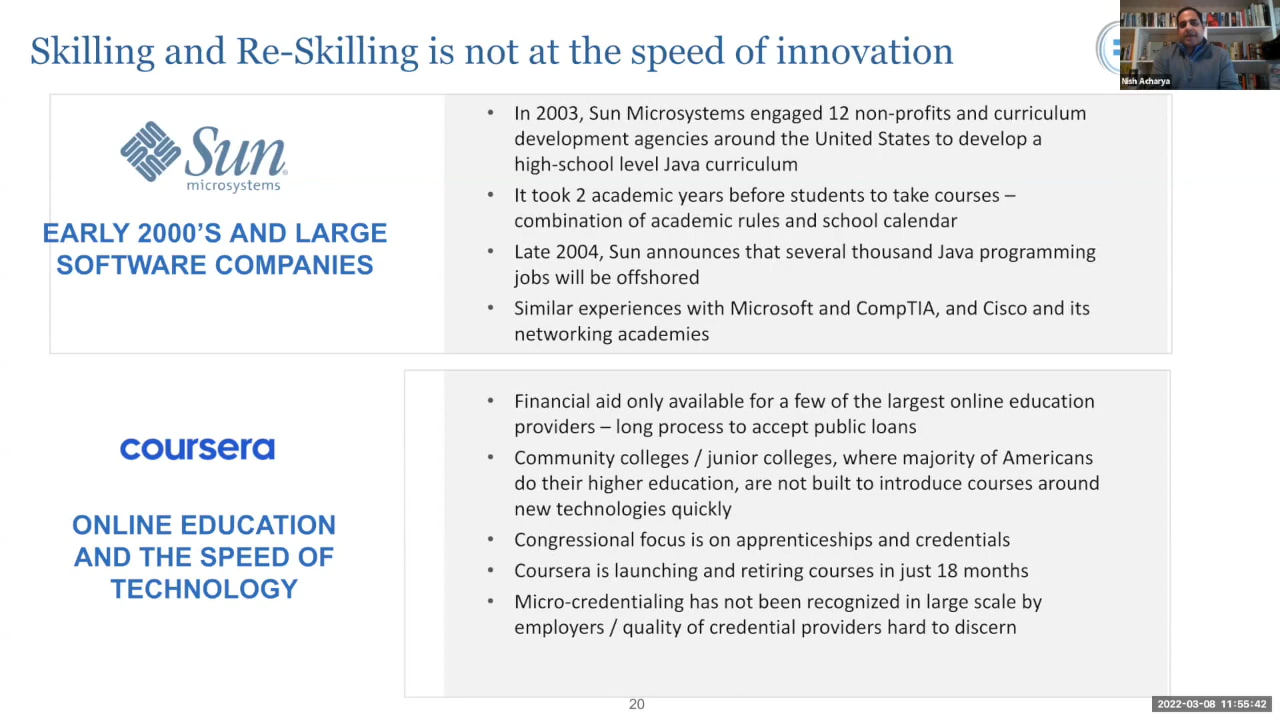 Skilling and Re-Skilling is not at the speed of innovation
Nish Acharya
Sun
microsystems
EARLY 2000’S AND LARGE
SOFTWARE COMPANIES
• In 2003, Sun Microsystems engaged 12 non-profits and curriculum
development agencies around the United States to develop a
high-school level Java curriculum
• It took 2 academic years before students to take courses –
combination of academic rules and school calendar
• Late 2004, Sun announces that several thousand Java programming
jobs will be offshored
• Similar experiences with Microsoft and CompTIA, and Cisco and its
networking academies
coursera
ONLINE EDUCATION
AND THE SPEED OF
TECHNOLOGY
• Financial aid only available for a few of the largest online education
providers – long process to accept public loans
• Community colleges / junior colleges, where majority of Americans
do their higher education, are not built to introduce courses around
new technologies quickly
• Congressional focus is on apprenticeships and credentials
• Coursera is launching and retiring courses in just 18 months
• Micro-credentialing has not been recognized in large scale by
employers / quality of credential providers hard to discern
20
2022-03-08 11:55:42